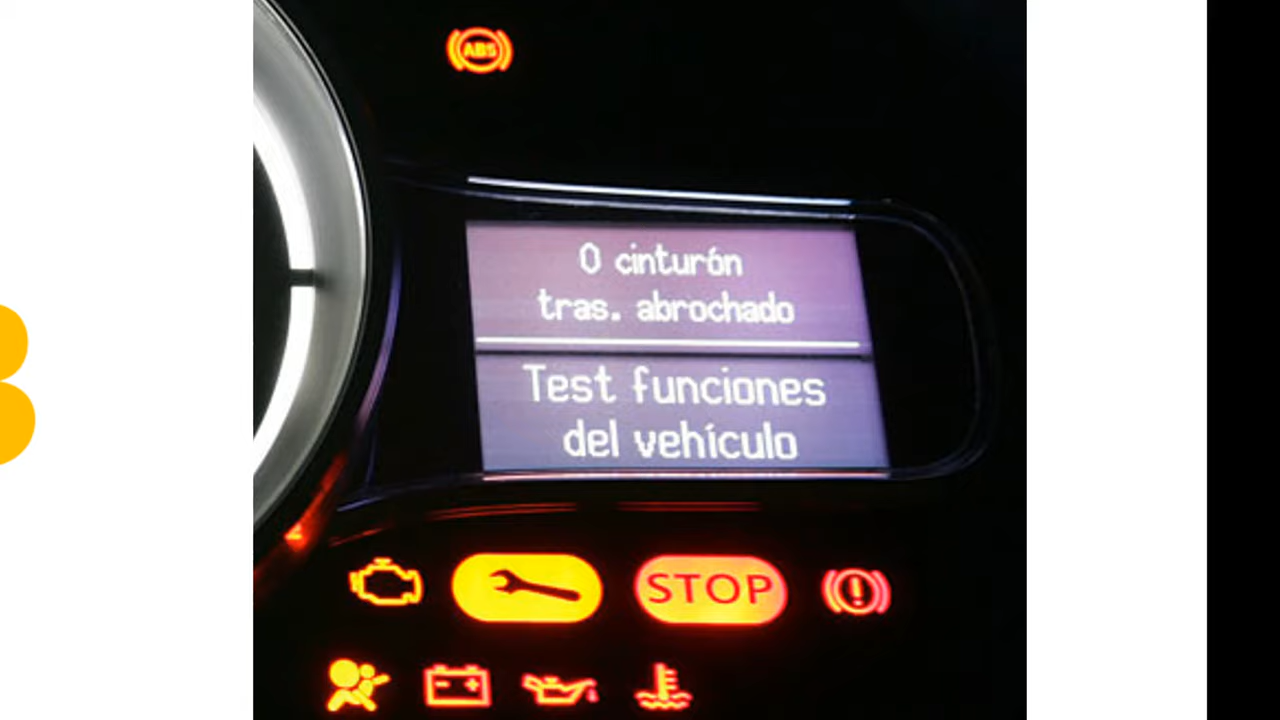 ABS
0 cinturón
tras. abrochado
Test funciones
del vehículo
STOP